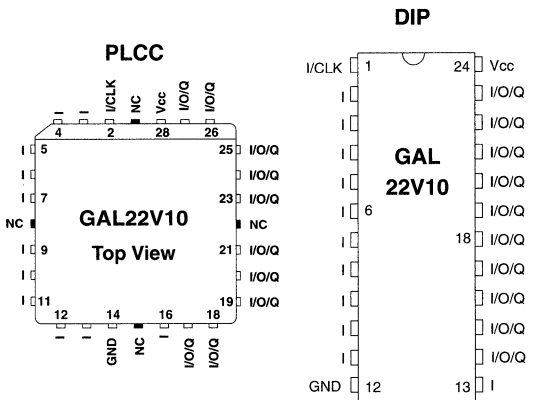 DIP
PLCC
I I I/CLK NC Vcc I/O/Q I/O/Q
4 2 28 26
I 5 25 I/O/Q
I I/O/Q
I 7 23 I/O/Q
NC NC
I 9 21 I/O/Q
I I/O/Q
I 11 19 I/O/Q
GAL22V10
Top View
12 14 16 18
I I GND NC I I/O/Q I/O/Q
I/CLK 1 24 Vcc
I I/O/Q
I I/O/Q
I I/O/Q
I I/O/Q
I 6 I/O/Q
I 18 I/O/Q
I I/O/Q
I I/O/Q
I I/O/Q
I I/O/Q
GND 12 13 I
GAL
22V10